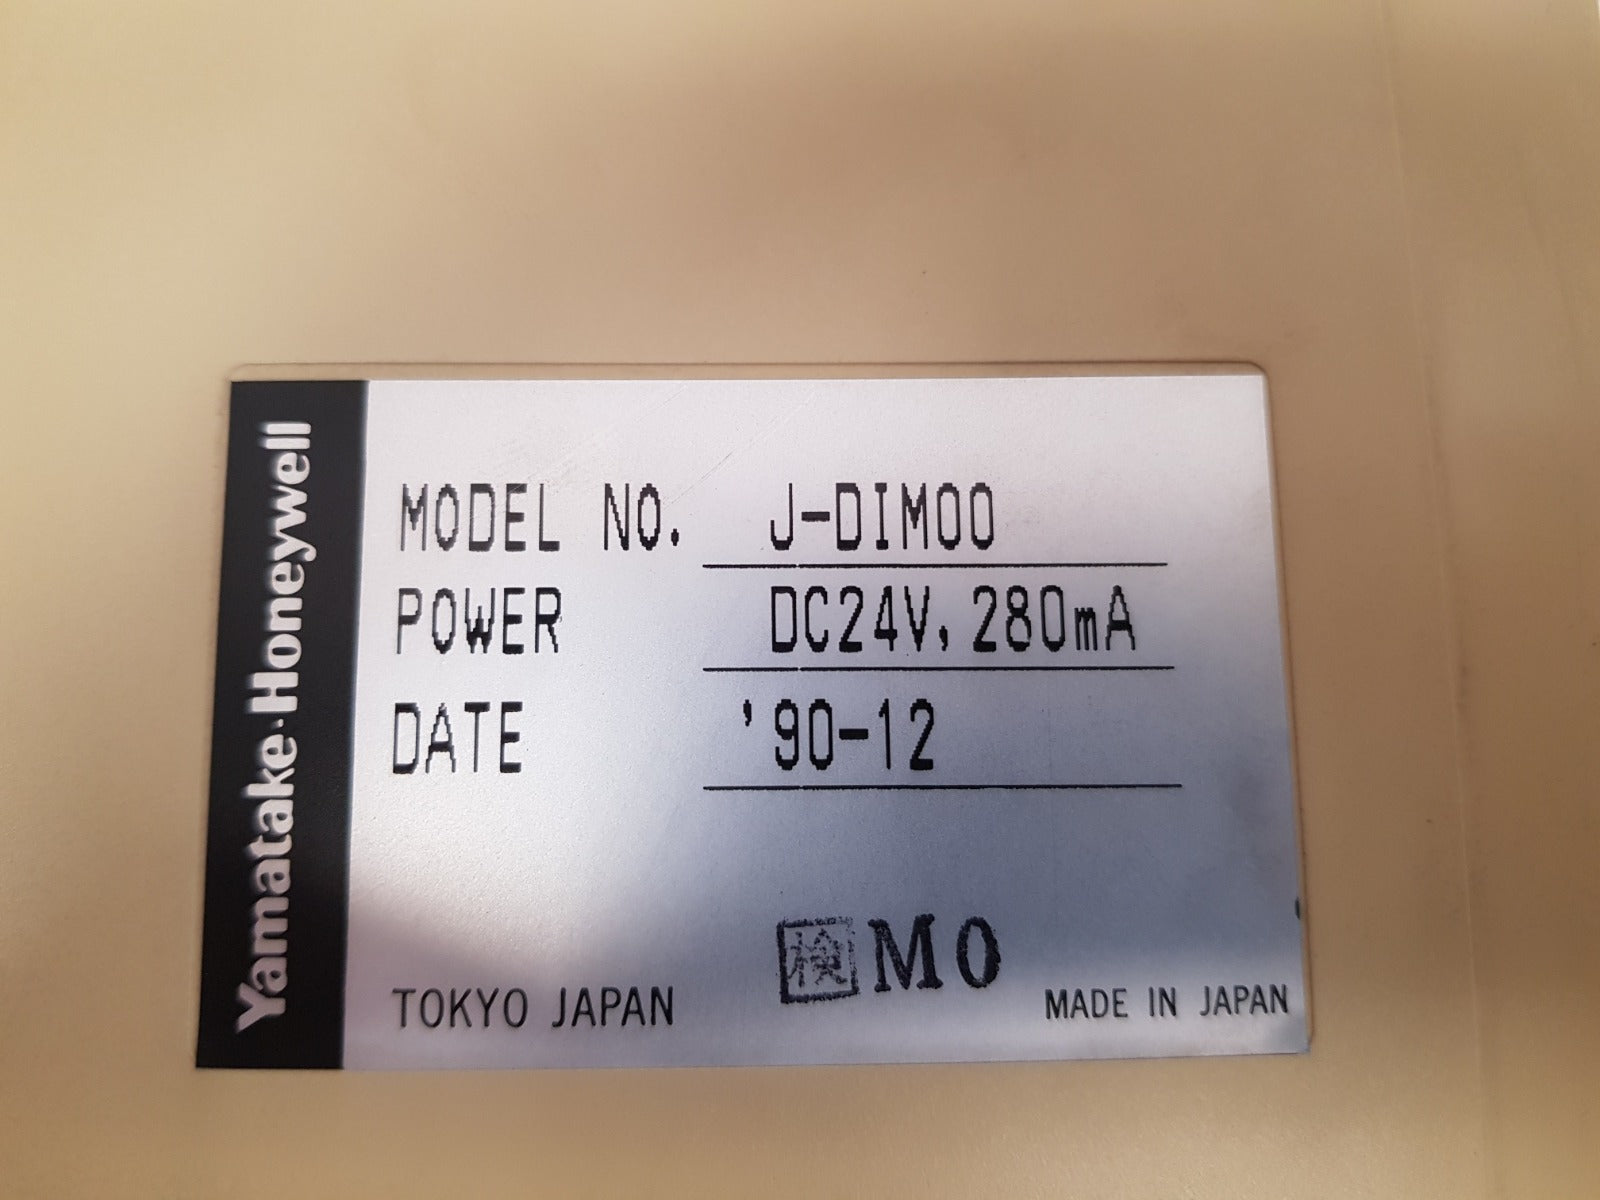 Yamatake·Honeywell
MODEL NO. J-DIM00
POWER DC24V, 280mA
DATE '90-12
検 M0
TOKYO JAPAN
MADE IN JAPAN